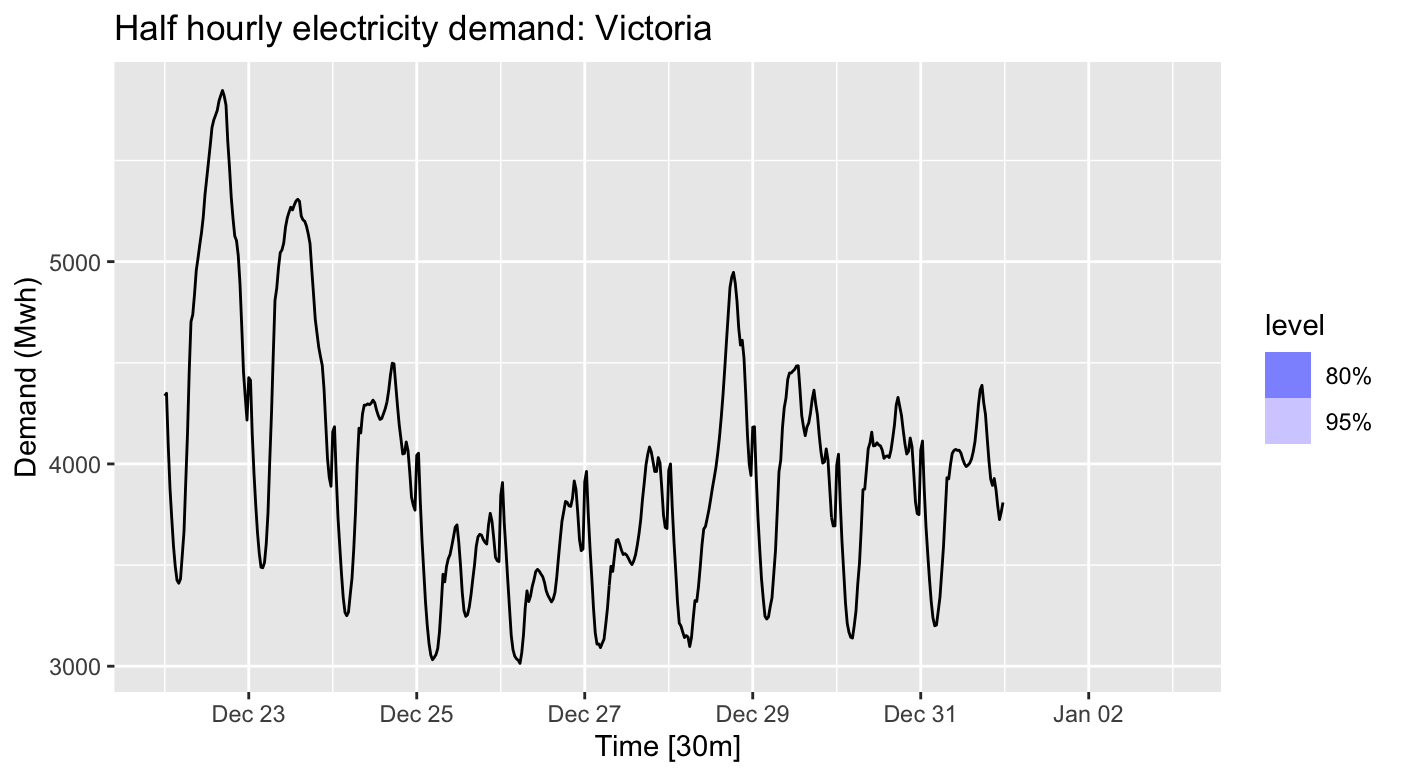 Half hourly electricity demand: Victoria
Demand (Mwh)
5000
4000
3000
Dec 23 Dec 25 Dec 27 Dec 29 Dec 31 Jan 02
Time [30m]
level
80%
95%